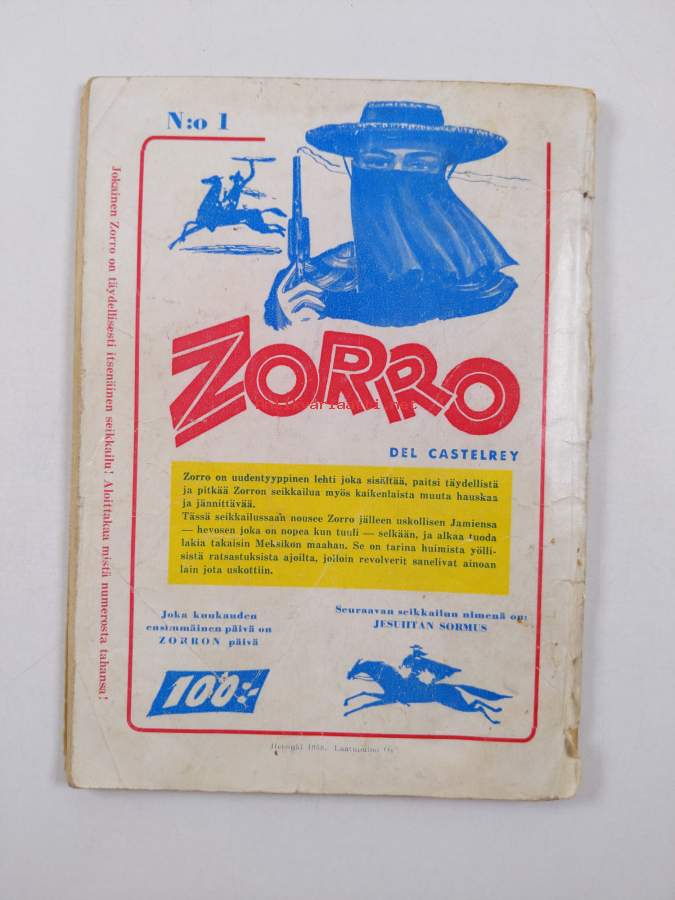 N:o 1
Jokainen Zorro on täydellisesti itsenäinen seikkailu! Aloittakaa mistä numerosta tahansa!
ZORRO
DEL CASTELREY
Zorro on uudentyyppinen lehti joka sisältää, paitsi täydellistä
ja pitkää Zorron seikkailua myös kaikenlaista muuta hauskaa
ja jännittävää.
Tässä seikkailussaan nousee Zorro jälleen uskollisen Jamiensa
— hevosen joka on nopea kun tuuli — selkään, ja alkaa tuoda
lakia takaisin Meksikon maahan. Se on tarina huimista yölli-
sistä ratsastuksista ajoilta, jolloin revolverit sanelivat ainoan
lain jota uskottiin.
Joka kuukauden
ensimmäinen päivä on
ZORRON päivä
100:-
Seuraavan seikkailun nimenä on:
JESUIITAN SORMUS
Helsinki Laatupaino Oy